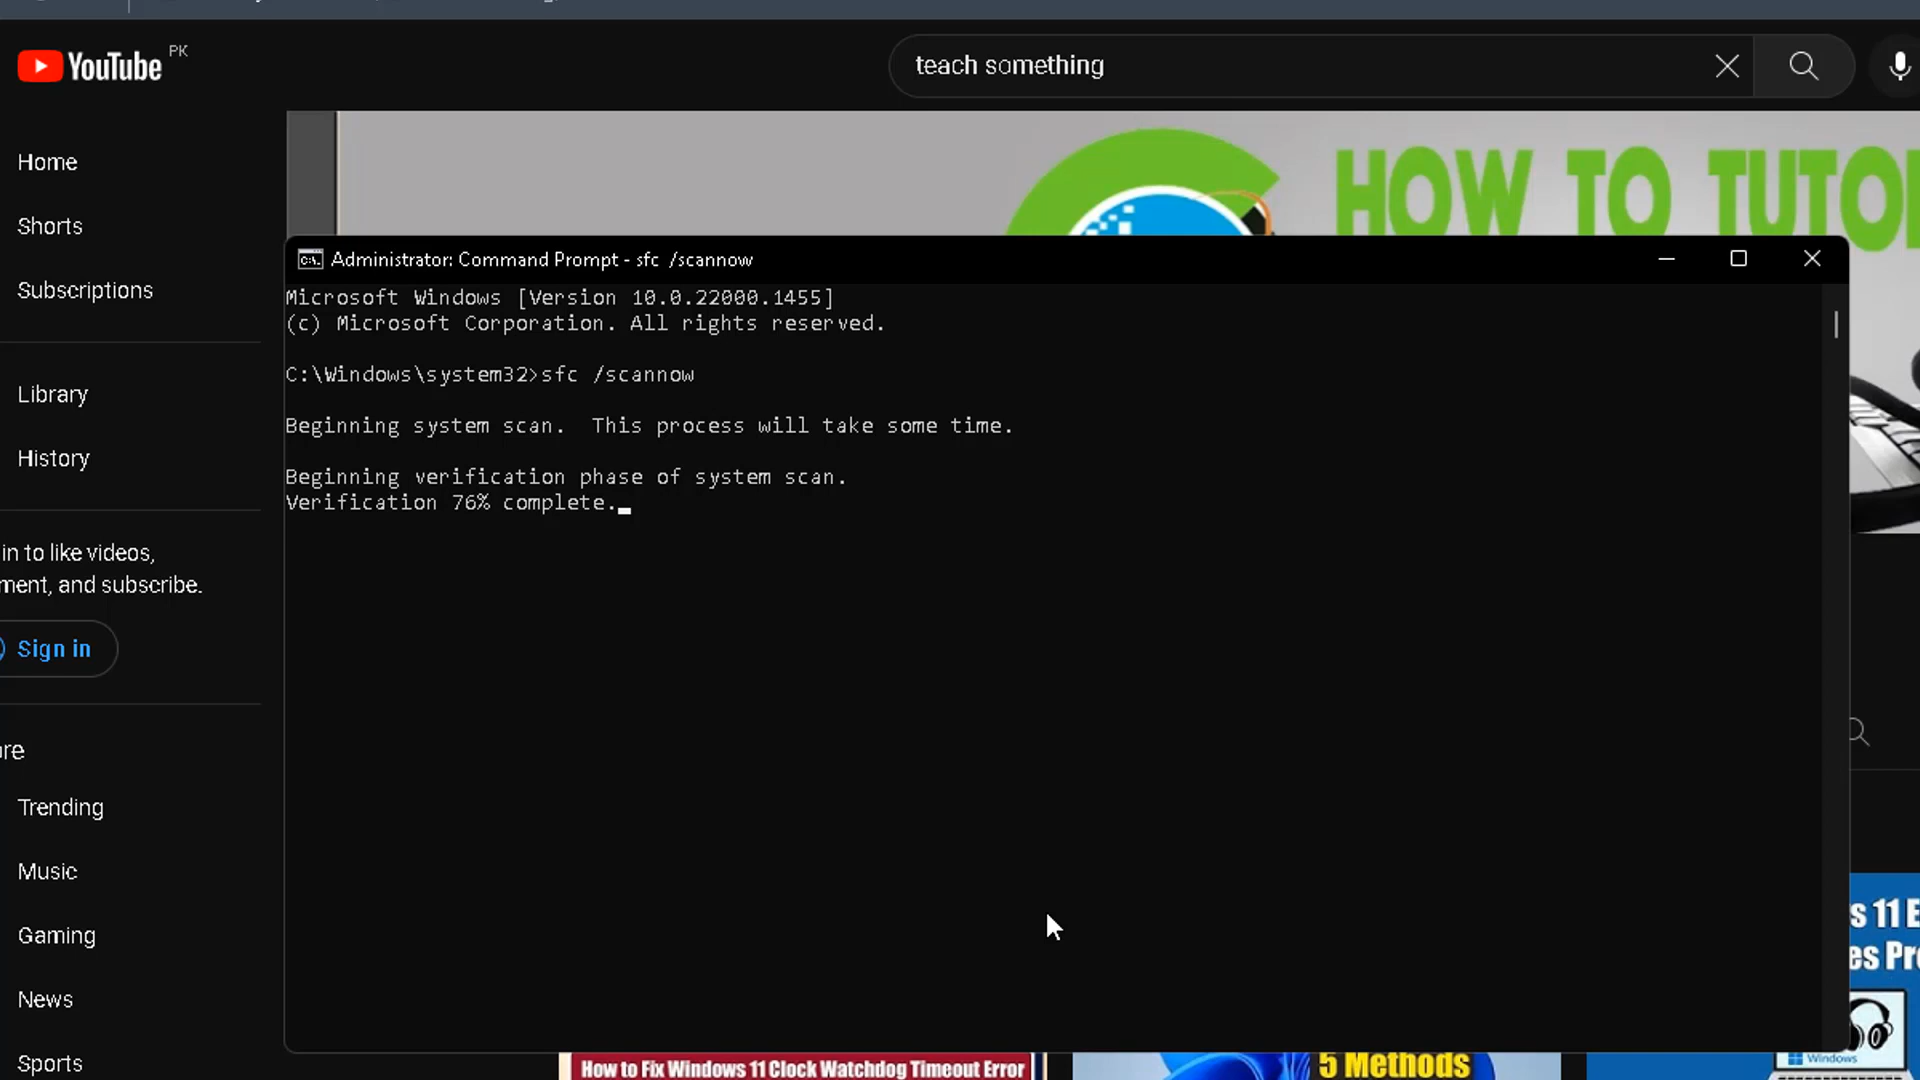 YouTube PK
teach something
Home
Shorts
Subscriptions
Library
History
in to like videos,
ment, and subscribe.
Sign in
re
Trending
Music
Gaming
News
Sports
HOW TO TUTOR
Administrator: Command Prompt - sfc /scannow
Microsoft Windows [Version 10.0.22000.1455]
(c) Microsoft Corporation. All rights reserved.
C:\Windows\system32>sfc /scannow
Beginning system scan.  This process will take some time.
Beginning verification phase of system scan.
Verification 76% complete.
How to Fix Windows 11 Clock Watchdog Timeout Error
5 Methods
s 11 E
es Pro
Windows